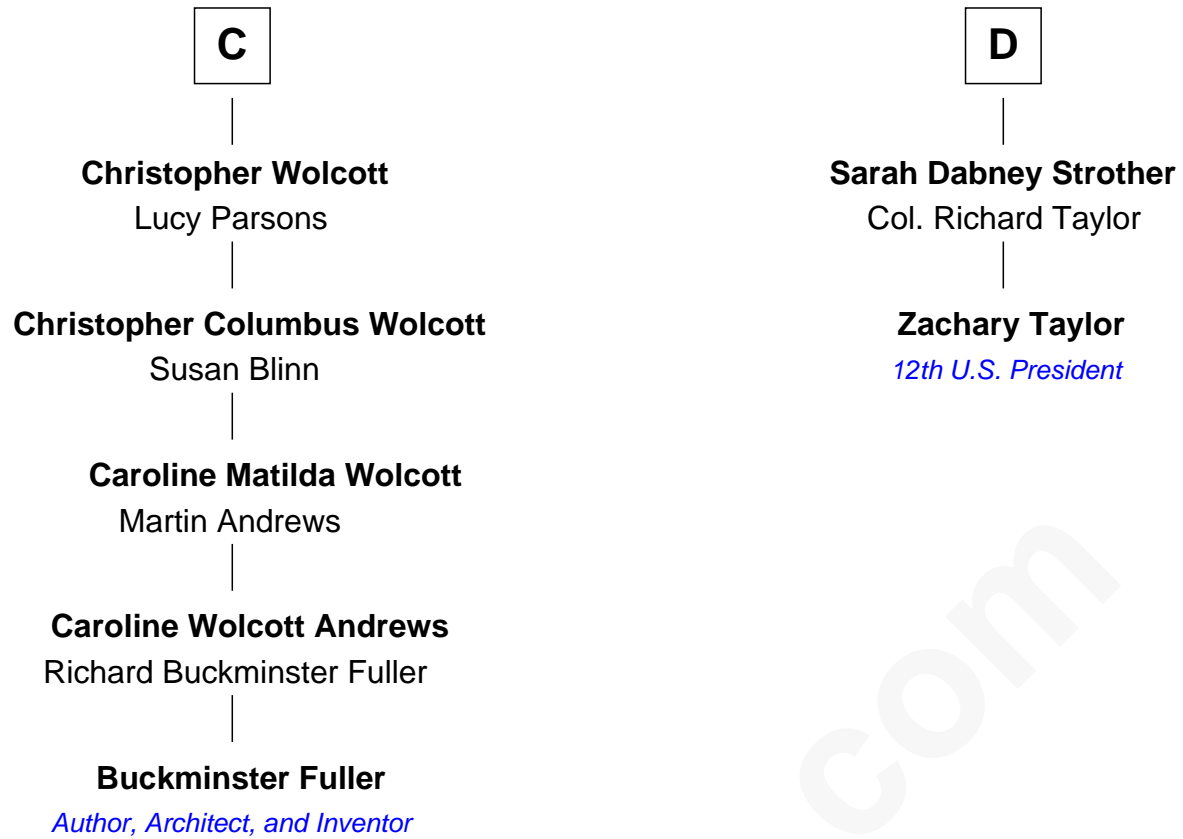 C
Christopher Wolcott
Lucy Parsons
Christopher Columbus Wolcott
Susan Blinn
Caroline Matilda Wolcott
Martin Andrews
Caroline Wolcott Andrews
Richard Buckminster Fuller
Buckminster Fuller
Author, Architect, and Inventor
D
Sarah Dabney Strother
Col. Richard Taylor
Zachary Taylor
12th U.S. President
com